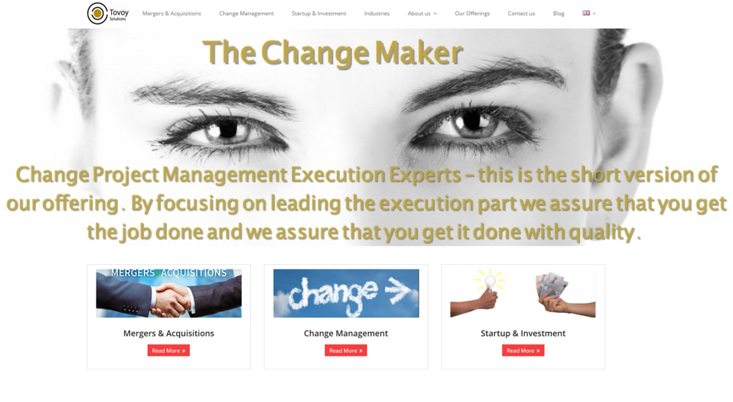 Tovoy
Solutions
Mergers & Acquisitions
Change Management
Startup & Investment
Industries
About us
Our Offerings
Contact us
Blog
The Change Maker
Change Project Management Execution Experts – this is the short version of
our offering . By focusing on leading the execution part we assure that you get
the job done and we assure that you get it done with quality .
MERGERS ACQUISITIONS
change
Mergers & Acquisitions
Change Management
Startup & Investment
Read More >
Read More >
Read More >